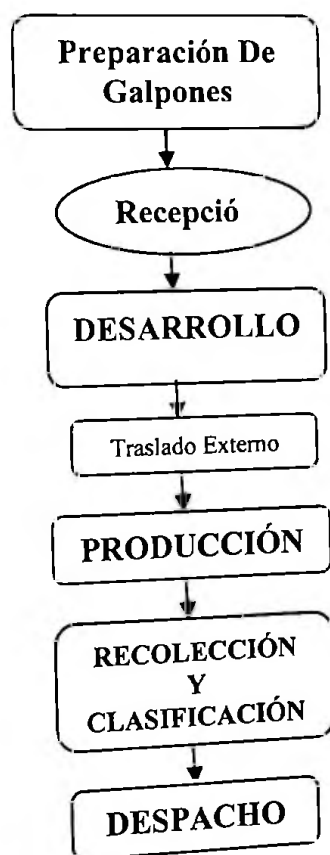 Preparación De
Galpones
Recepció
DESARROLLO
Traslado Externo
PRODUCCIÓN
RECOLECCIÓN
Y
CLASIFICACIÓN
DESPACHO